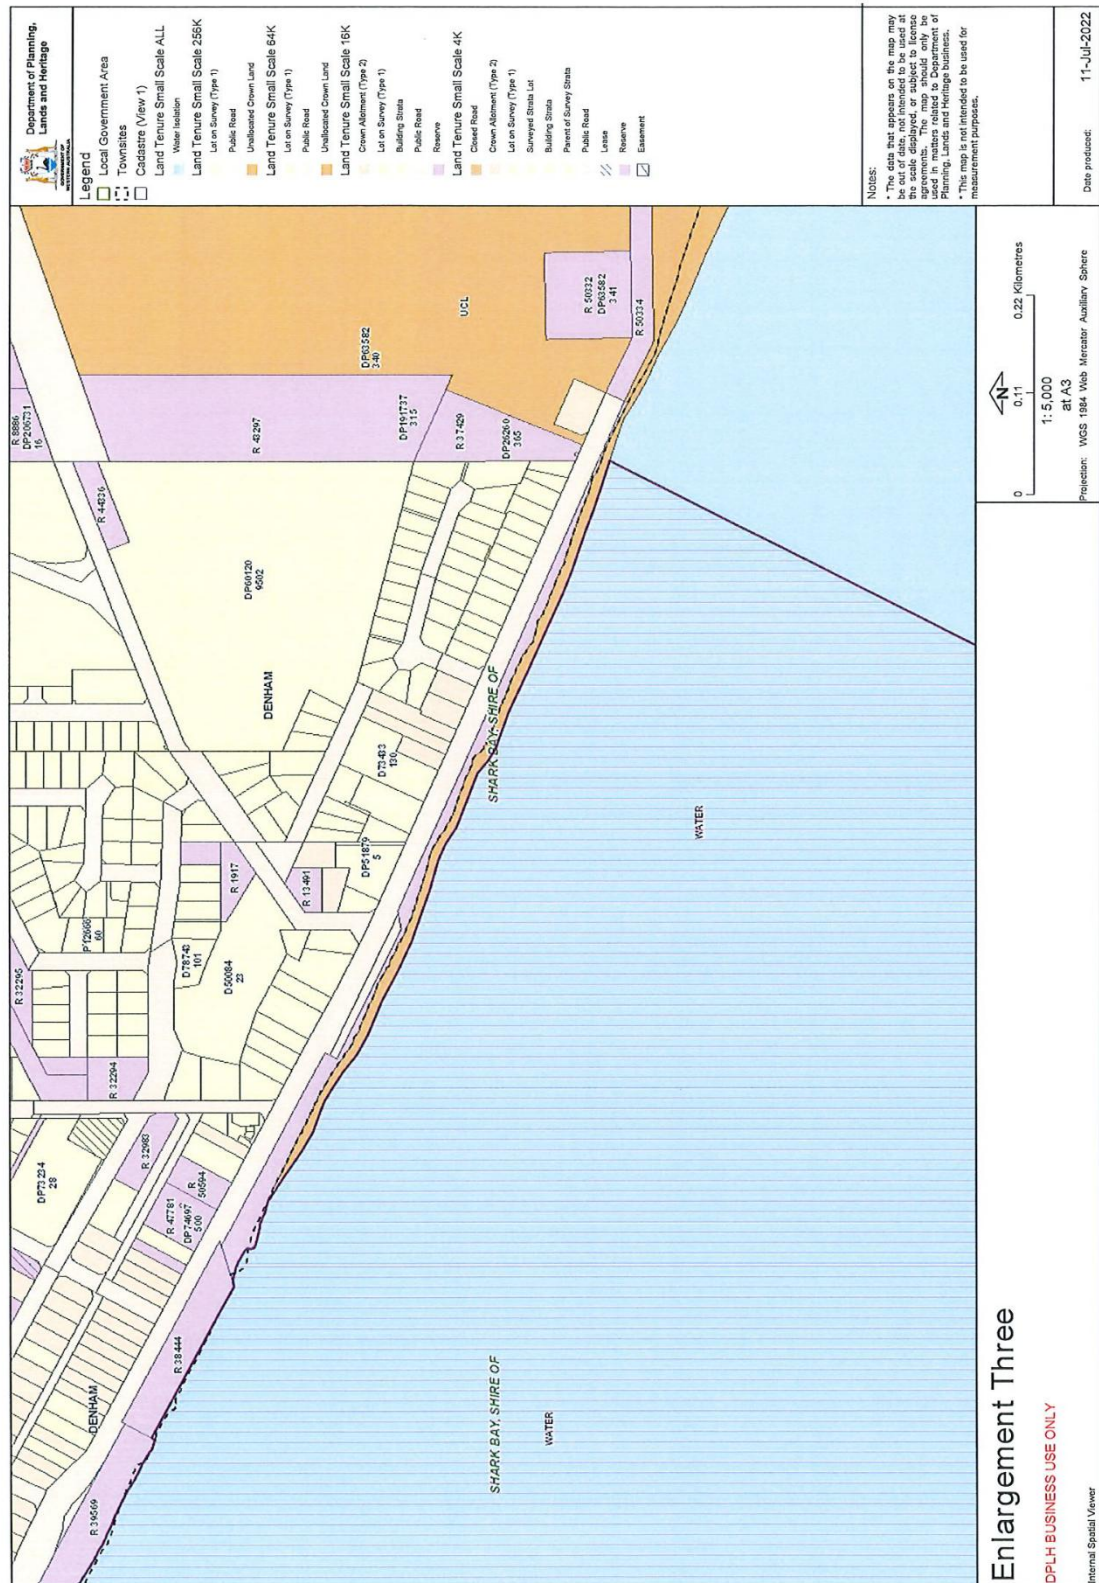 Department of Planning,
Lands and Heritage
GOVERNMENT OF
WESTERN AUSTRALIA
Legend
Local Government Area
Townsites
Cadastre (View 1)
Land Tenure Small Scale ALL
Water Isolation
Land Tenure Small Scale 256K
Lot on Survey (Type 1)
Public Road
Unallocated Crown Land
Land Tenure Small Scale 64K
Lot on Survey (Type 1)
Public Road
Unallocated Crown Land
Land Tenure Small Scale 16K
Crown Allotment (Type 2)
Lot on Survey (Type 1)
Building Strata
Public Road
Reserve
Land Tenure Small Scale 4K
Closed Road
Crown Allotment (Type 2)
Lot on Survey (Type 1)
Surveyed Strata Lot
Building Strata
Parent of Survey Strata
Public Road
Lease
Reserve
Easement
Notes:
* The data that appears on the map may
be out of date, not intended to be used at
the scale displayed, or subject to license
agreements. The map should only be
used in matters related to Department of
Planning, Lands and Heritage business.
* This map is not intended to be used for
measurement purposes.
Date produced: 11-Jul-2022
R 39569
DENHAM
R 38444
DP73234
28
R 32983
R 47781
DP74697
500
R
50594
R 32294
R 32295
P12666
60
D78743
101
D50084
23
R 1917
R 13491
DP51879
5
D73433
130
DENHAM
DP60120
9502
R 44336
R 8886
DP206731
16
R 43297
DP191737
315
R 37429
DP26260
365
DP63582
340
UCL
R 50332
DP63582
341
R 50334
SHARK BAY, SHIRE OF
WATER
SHARK BAY, SHIRE OF
WATER
Enlargement Three
DPLH BUSINESS USE ONLY
Internal Spatial Viewer
N
0 0.11 0.22 Kilometres
1: 5,000
at A3
Projection: WGS 1984 Web Mercator Auxiliary Sphere